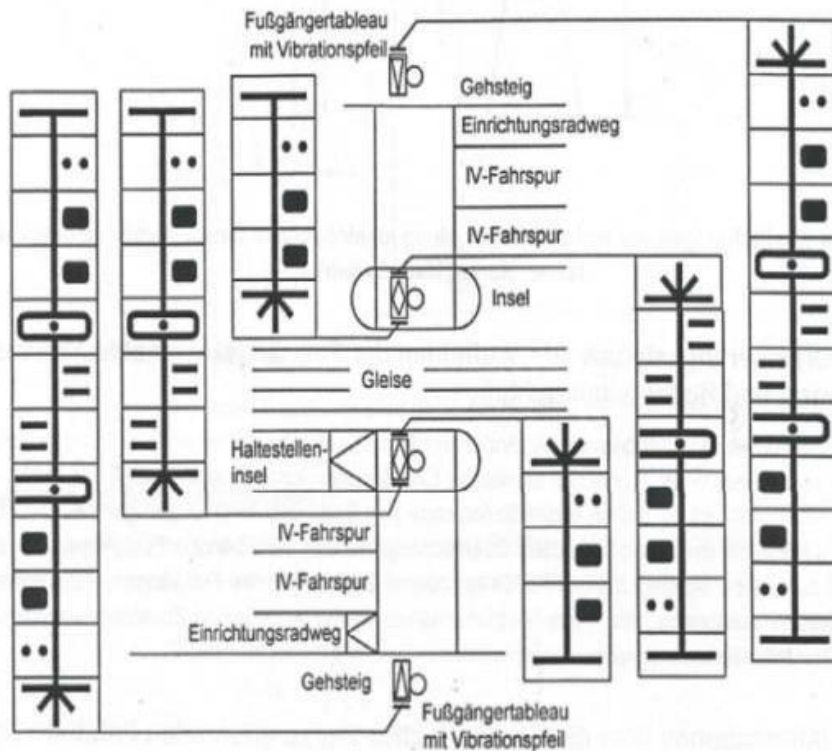 Fußgängertableau
mit Vibrationspfeil
Gehsteig
Einrichtungsradweg
IV-Fahrspur
IV-Fahrspur
Insel
Gleise
Haltestellen-
insel
IV-Fahrspur
IV-Fahrspur
Einrichtungsradweg
Gehsteig
Fußgängertableau
mit Vibrationspfeil